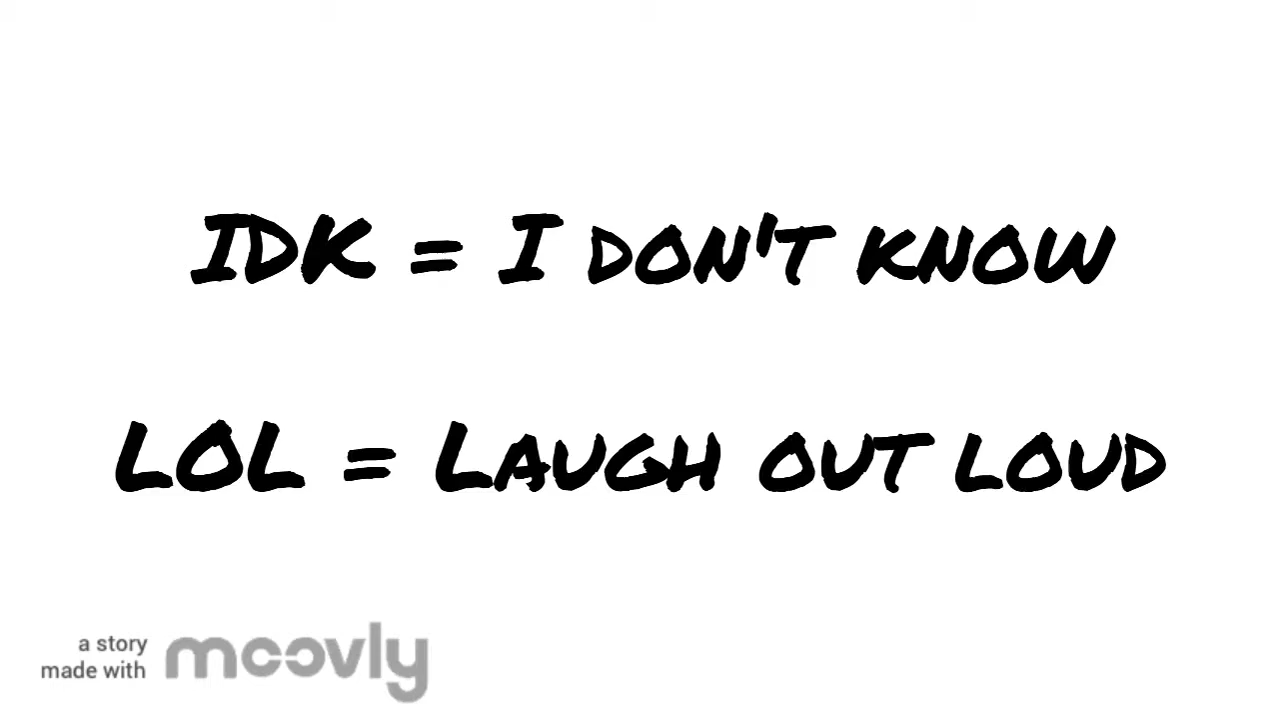 IDK = I don't know
LOL = Laugh out loud
a story
made with moovly